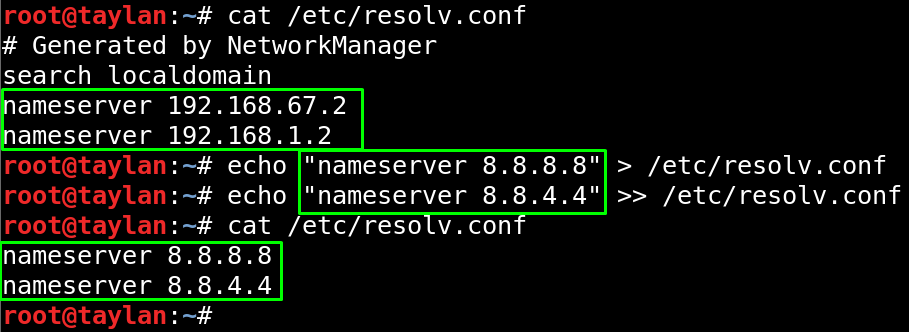 root@taylan:~# cat /etc/resolv.conf
# Generated by NetworkManager
search localdomain
nameserver 192.168.67.2
nameserver 192.168.1.2
root@taylan:~# echo "nameserver 8.8.8.8" > /etc/resolv.conf
root@taylan:~# echo "nameserver 8.8.4.4" >> /etc/resolv.conf
root@taylan:~# cat /etc/resolv.conf
nameserver 8.8.8.8
nameserver 8.8.4.4
root@taylan:~#